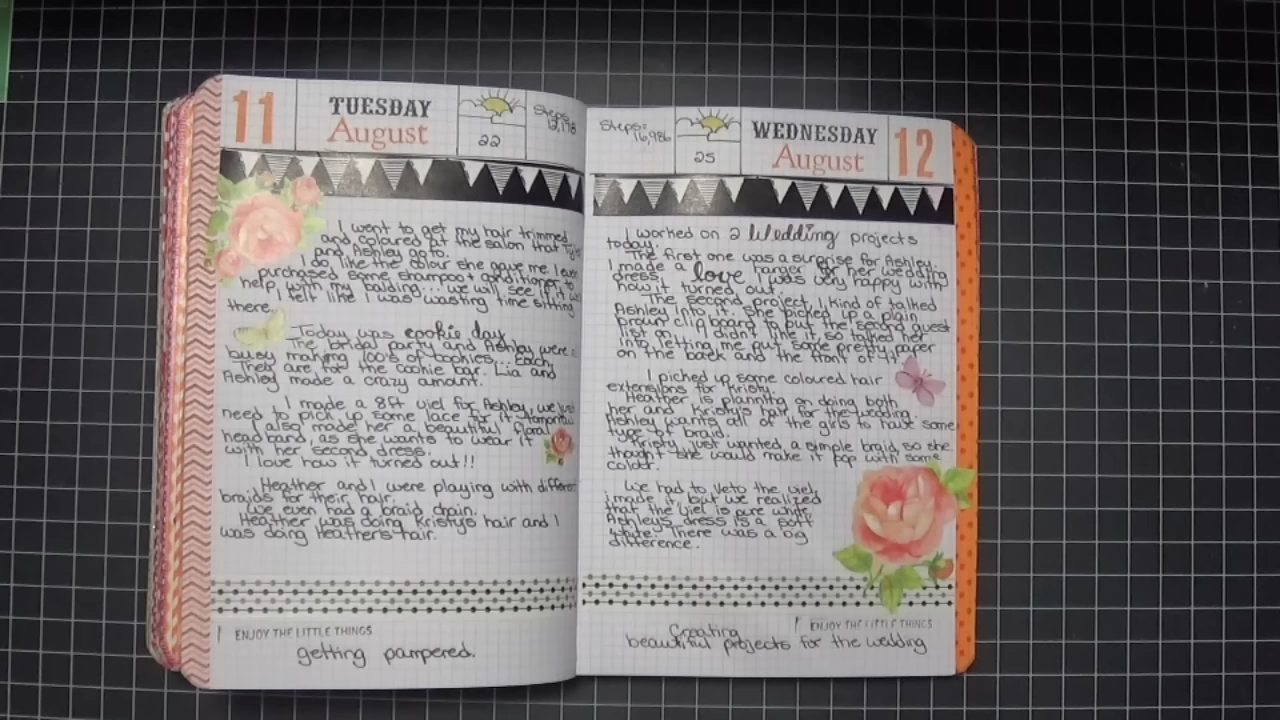 11
TUESDAY
August
22
Steps:
12,178
I went to get my hair trimmed
and coloured at the salon that
and Ashley go to.
I do like the colour she gave me. I even
purchased some shampoo + conditioner to
help with my balding... we will see if it
I felt like I was wasting time sitting
there.
Today was cookie day
The bridal party and Ashley were
busy making 100's of cookies... each.
They are for the cookie bar. Lia and
Ashley made a crazy amount.
I made a 8ft viel for Ashley, we just
need to pick up some lace for it tomorrow
I also made her a beautiful floral
headband, as she wants to wear it
with her second dress.
I love how it turned out!!
Heather and I were playing with different
braids for their hair.
We even had a braid chain.
Heather was doing Kristy's hair and I
was doing Heathers hair.
ENJOY THE LITTLE THINGS
getting pampered.
Steps:
16,986
25
WEDNESDAY
August
12
I worked on 2 Wedding projects
today.
The first one was a surprise for Ashley.
I made a love hanger for her wedding
dress. I was very happy with
how it turned out
The second project, I kind of talked
Ashley into it. She picked up a plain
brown clip board to put the second guest
list on. I didn't like it so talked her
into letting me put some pretty paper
on the back and the front of it.
I picked up some coloured hair
extensions for Kristy.
Heather is planning on doing both
her and Kristy's hair for the wedding.
Ashley wants all of the girls to have some
type of braid.
Kristy just wanted a simple braid so she
thought she would make it pop with some
colour.
We had to veto the viel,
I made it, but we realized
that the viel is pure white
Ashley's dress is a soft
white. There was a big
difference.
ENJOY THE LITTLE THINGS
Creating
beautiful projects for the wedding